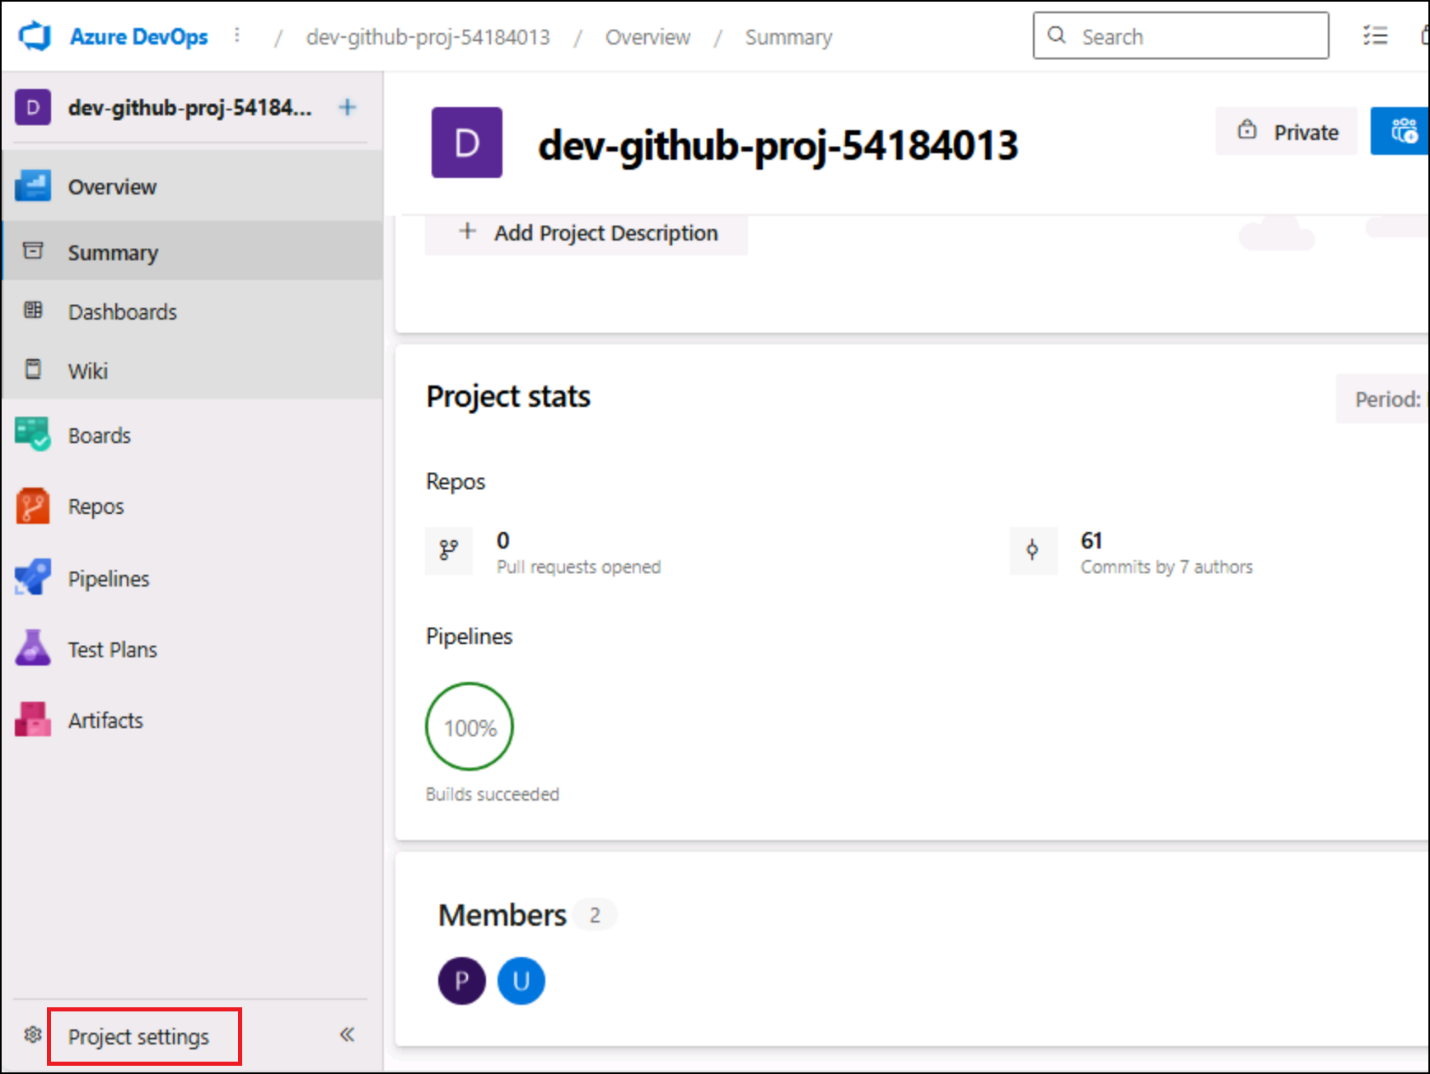 Azure DevOps / dev-github-proj-54184013 / Overview / Summary Search
D dev-github-proj-54184... +
D dev-github-proj-54184013 Private
Overview
+ Add Project Description
Summary
Dashboards
Wiki
Project stats
Period:
Boards
Repos
Repos
0
Pull requests opened
61
Commits by 7 authors
Pipelines
Pipelines
Test Plans
Artifacts
100%
Builds succeeded
Members 2
P U
Project settings